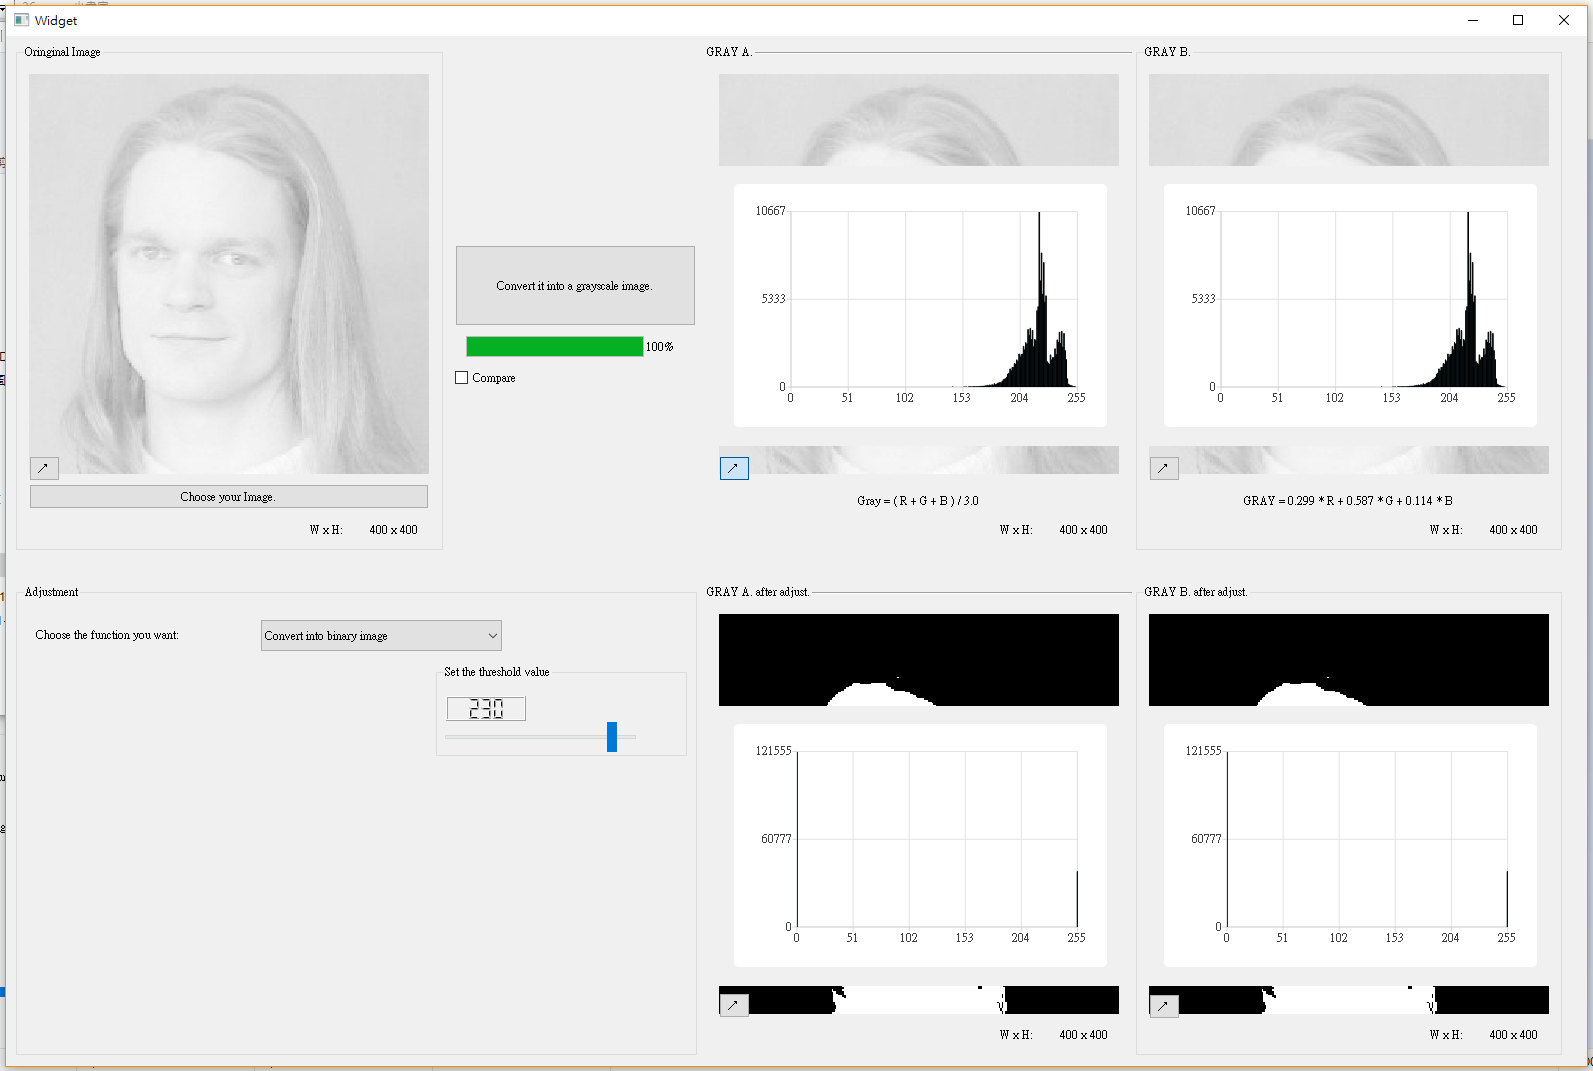 Widget
Oringinal Image
Choose your Image.
W x H: 400 x 400
Convert it into a grayscale image.
100%
Compare
GRAY A.
10667
5333
0
0 51 102 153 204 255
Gray = ( R + G + B ) / 3.0
W x H: 400 x 400
GRAY B.
10667
5333
0
0 51 102 153 204 255
GRAY = 0.299 * R + 0.587 * G + 0.114 * B
W x H: 400 x 400
Adjustment
Choose the function you want:
Convert into binary image
Set the threshold value
230
GRAY A. after adjust.
121555
60777
0
0 51 102 153 204 255
W x H: 400 x 400
GRAY B. after adjust.
121555
60777
0
0 51 102 153 204 255
W x H: 400 x 400